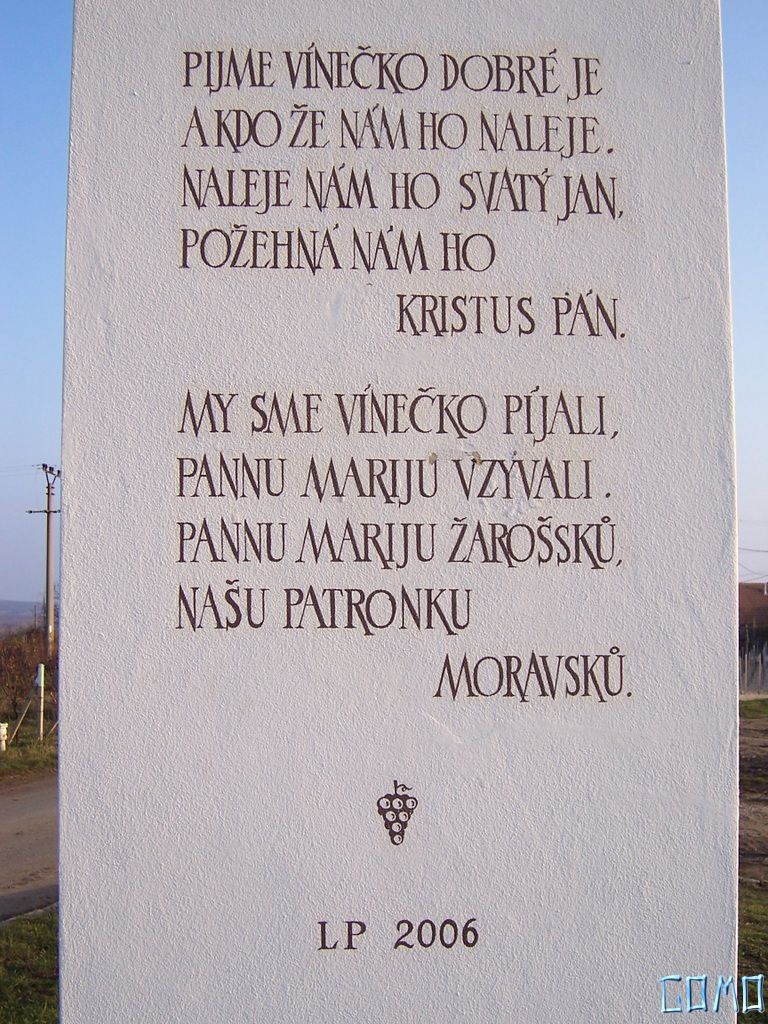 PIJME VÍNEČKO DOBRÉ JE
A KDO ŽE NÁM HO NALEJE.
NALEJE NÁM HO SVATÝ JAN,
POŽEHNÁ NÁM HO
KRISTUS PÁN.
MY SME VÍNEČKO PÍJALI,
PANNU MARIJU VZÝVALI.
PANNU MARIJU ŽAROŠSKŮ,
NAŠU PATRONKU
MORAVSKŮ.
LP 2006
GOMO